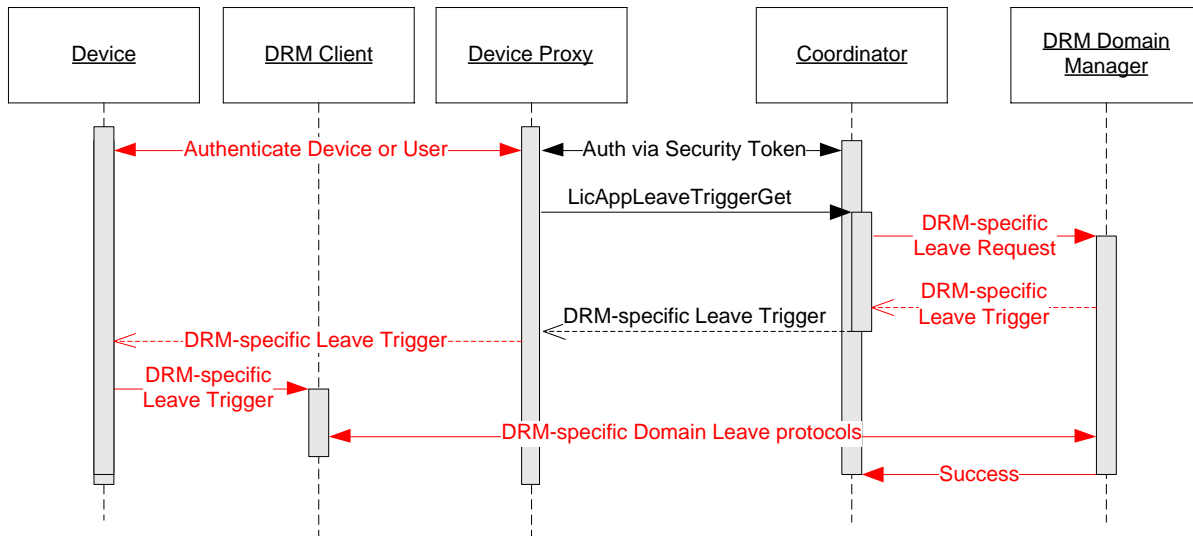 Device
DRM Client
Device Proxy
Coordinator
DRM Domain
Manager
Authenticate Device or User
Auth via Security Token
LicAppLeaveTriggerGet
DRM-specific
Leave Request
DRM-specific
Leave Trigger
DRM-specific Leave Trigger
DRM-specific Leave Trigger
DRM-specific
Leave Trigger
DRM-specific Domain Leave protocols
Success